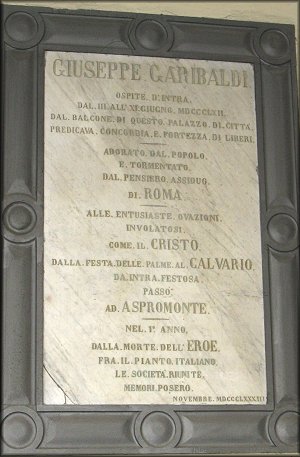 GIUSEPPE GARIBALDI
OSPITE. D'INTRA,
DAL. III. ALL' XI. GIUGNO. MDCCCLXII.
DAL. BALCONE. DI QUESTO. PALAZZO. DI. CITTÀ,
PREDICAVA. CONCORDIA. E. FORTEZZA. DI LIBERI.
ADORATO. DAL. POPOLO.
E. TORMENTATO.
DAL. PENSIERO. ASSIDUO.
DI. ROMA.
ALLE. ENTUSIASTE. OVAZIONI.
INVOLATOSI.
COME. IL. CRISTO.
DALLA. FESTA. DELLE. PALME. AL. CALVARIO.
DA. INTRA. FESTOSA.
PASSO'
AD. ASPROMONTE.
NEL. I°. ANNO.
DALLA. MORTE. DELL' EROE.
FRA. IL. PIANTO. ITALIANO.
LE. SOCIETÀ. RIUNITE.
MEMORI. POSERO.
NOVEMBRE. MDCCCLXXXIII